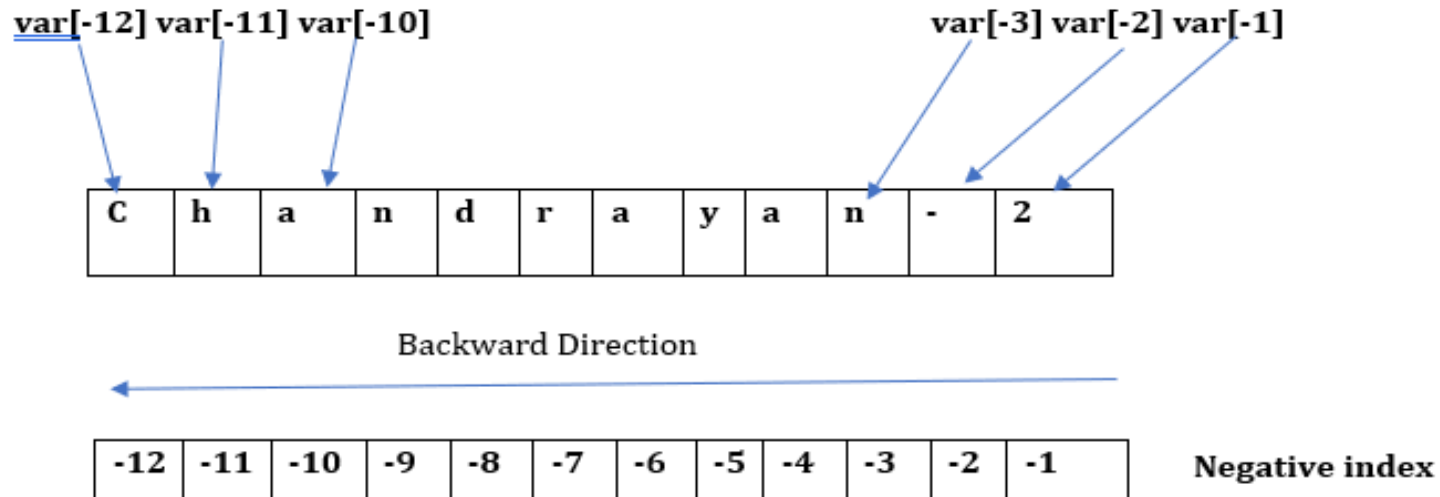 var[-12] var[-11] var[-10] var[-3] var[-2] var[-1]
C h a n d r a y a n - 2
Backward Direction
-12 -11 -10 -9 -8 -7 -6 -5 -4 -3 -2 -1 Negative index